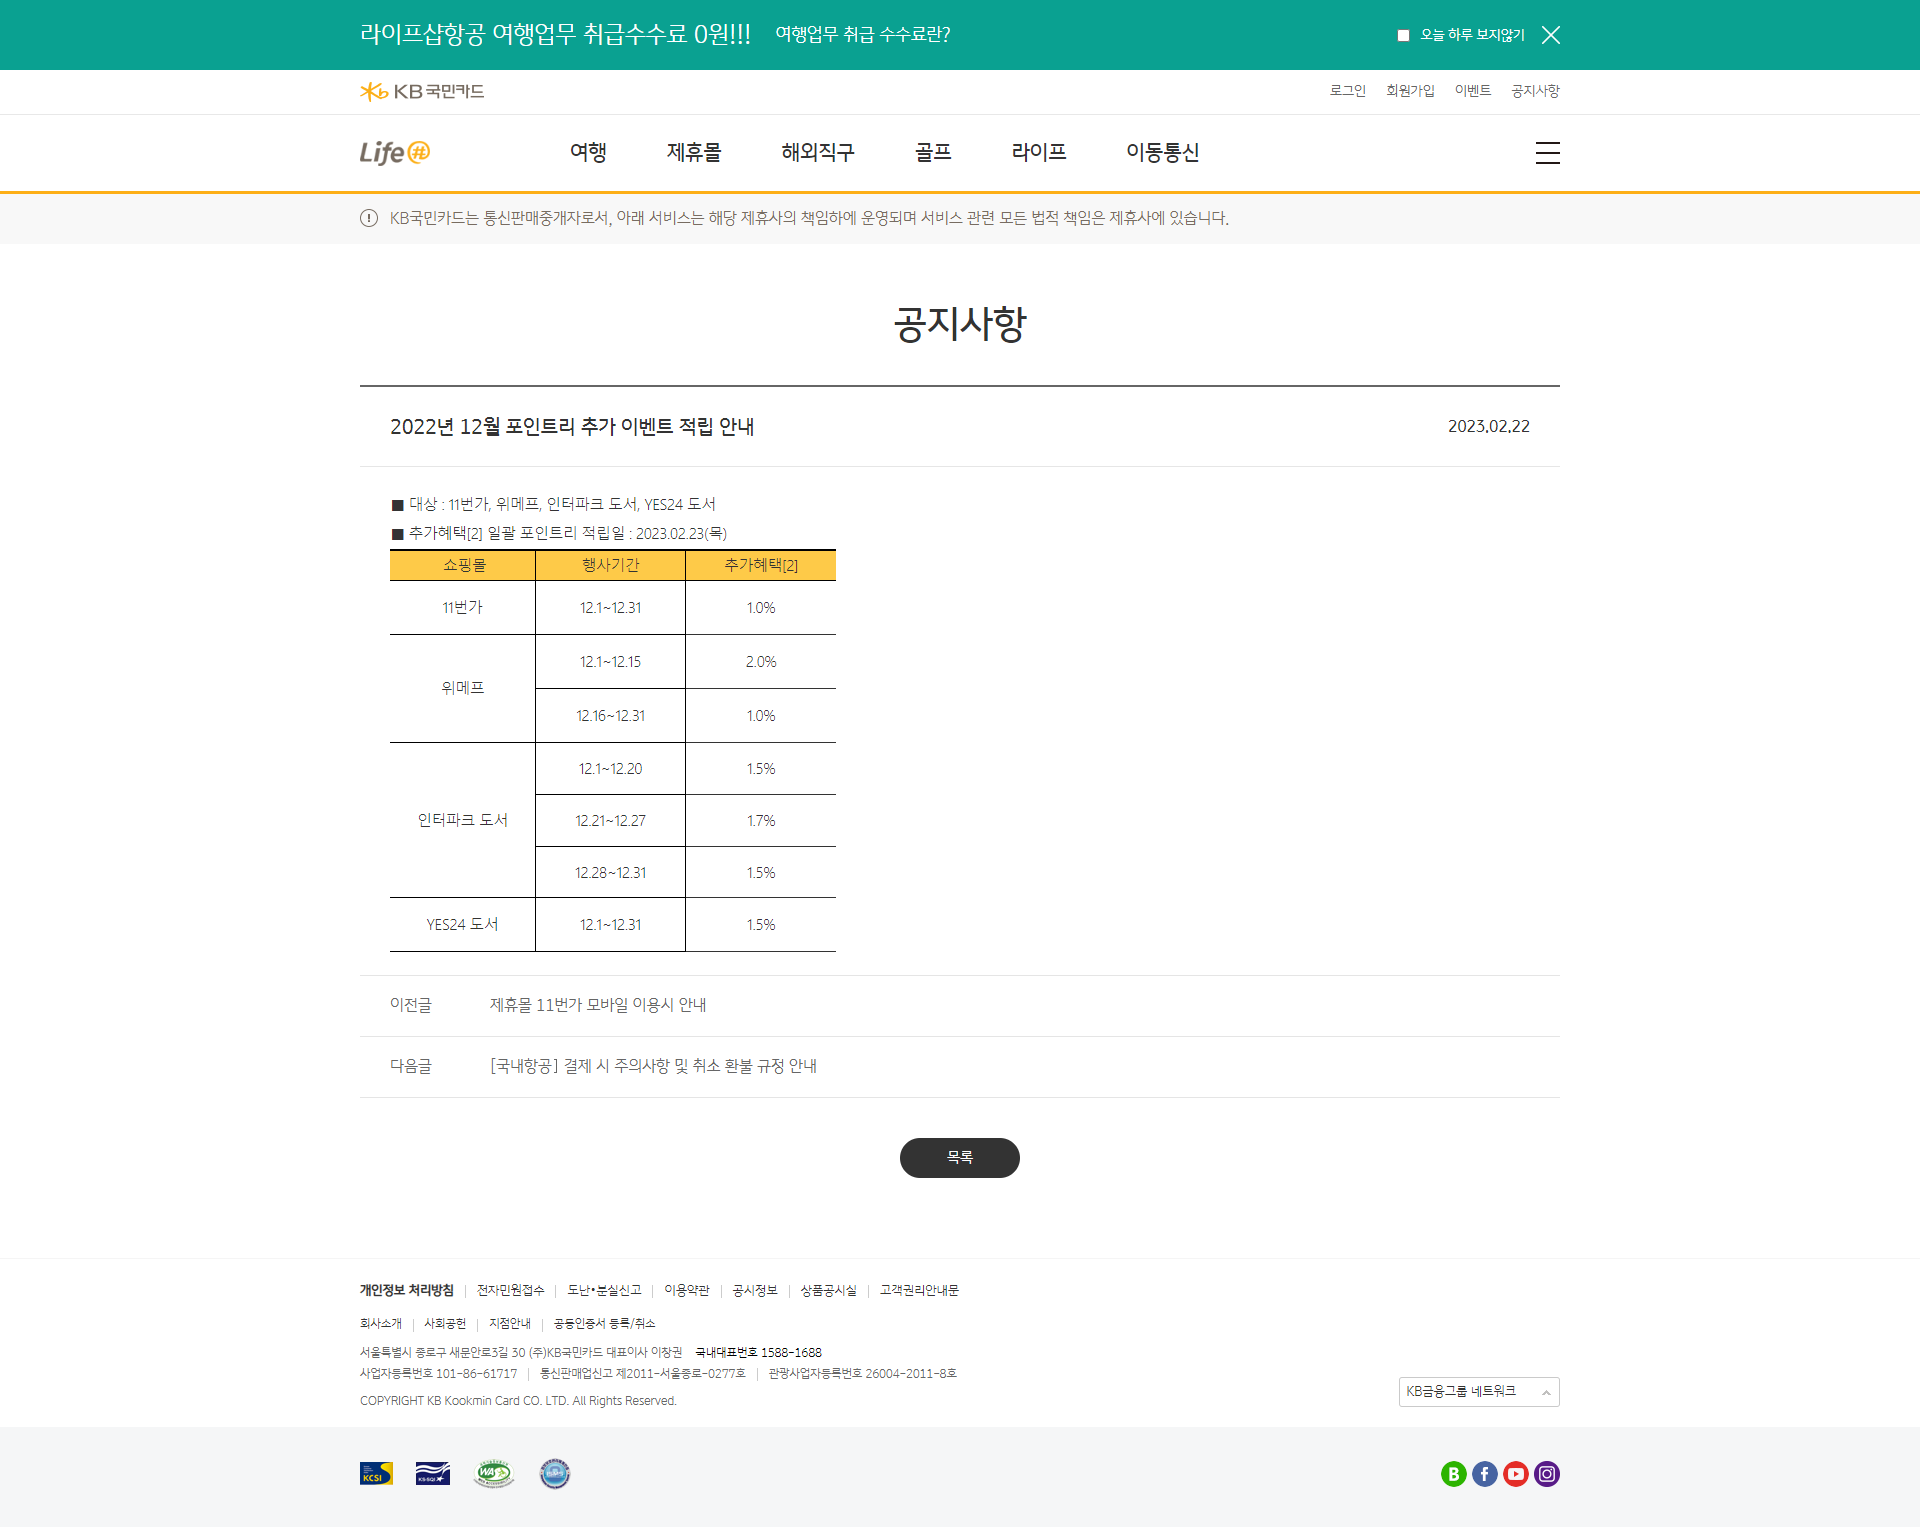 라이프샵항공 여행업무 취급수수료 0원!!! 여행업무 취급 수수료란? 오늘 하루 보지않기
KB국민카드 로그인 회원가입 이벤트 공지사항
Life# 여행 제휴몰 해외직구 골프 라이프 이동통신
KB국민카드는 통신판매중개자로서, 아래 서비스는 해당 제휴사의 책임하에 운영되며 서비스 관련 모든 법적 책임은 제휴사에 있습니다.
공지사항
2022년 12월 포인트리 추가 이벤트 적립 안내 2023.02.22
■ 대상 : 11번가, 위메프, 인터파크 도서, YES24 도서
■ 추가혜택[2] 일괄 포인트리 적립일 : 2023.02.23(목)
쇼핑몰 행사기간 추가혜택[2]
11번가 12.1~12.31 1.0%
위메프 12.1~12.15 2.0%
12.16~12.31 1.0%
인터파크 도서 12.1~12.20 1.5%
12.21~12.27 1.7%
12.28~12.31 1.5%
YES24 도서 12.1~12.31 1.5%
이전글 제휴몰 11번가 모바일 이용시 안내
다음글 [국내항공] 결제 시 주의사항 및 취소 환불 규정 안내
목록
개인정보 처리방침 전자민원접수 도난•분실신고 이용약관 공시정보 상품공시실 고객권리안내문
회사소개 사회공헌 지점안내 공동인증서 등록/취소
서울특별시 종로구 새문안로3길 30 (주)KB국민카드 대표이사 이창권 국내대표번호 1588-1688
사업자등록번호 101-86-61717 통신판매업신고 제2011-서울종로-0277호 관광사업자등록번호 26004-2011-8호
COPYRIGHT KB Kookmin Card CO. LTD. All Rights Reserved.
KB금융그룹 네트워크
KCSI KS-SQI WA B f